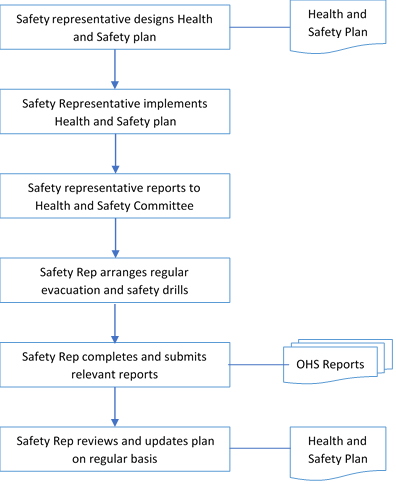 Safety representative designs Health
and Safety plan
Health and
Safety Plan
Safety Representative implements
Health and Safety plan
Safety representative reports to
Health and Safety Committee
Safety Rep arranges regular
evacuation and safety drills
Safety Rep completes and submits
relevant reports
OHS Reports
Safety Rep reviews and updates plan
on regular basis
Health and
Safety Plan